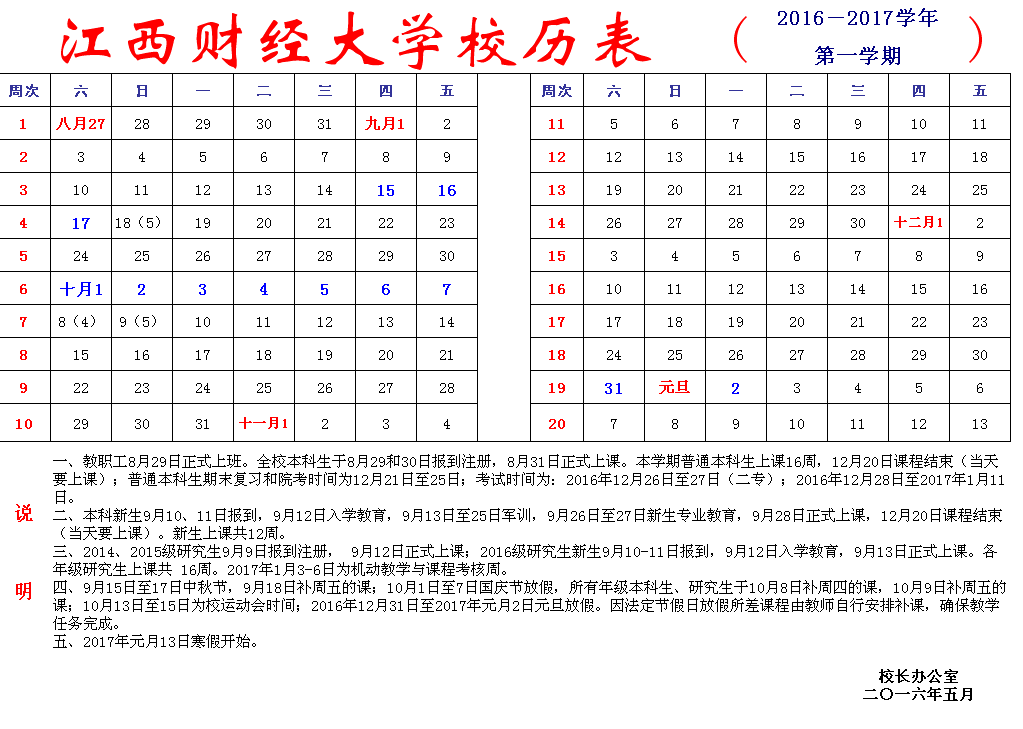 江西财经大学校历表
（2016－2017学年
第一学期）
周次 六 日 一 二 三 四 五
1 八月27 28 29 30 31 九月1 2
2 3 4 5 6 7 8 9
3 10 11 12 13 14 15 16
4 17 18（5） 19 20 21 22 23
5 24 25 26 27 28 29 30
6 十月1 2 3 4 5 6 7
7 8（4） 9（5） 10 11 12 13 14
8 15 16 17 18 19 20 21
9 22 23 24 25 26 27 28
10 29 30 31 十一月1 2 3 4
周次 六 日 一 二 三 四 五
11 5 6 7 8 9 10 11
12 12 13 14 15 16 17 18
13 19 20 21 22 23 24 25
14 26 27 28 29 30 十二月1 2
15 3 4 5 6 7 8 9
16 10 11 12 13 14 15 16
17 17 18 19 20 21 22 23
18 24 25 26 27 28 29 30
19 31 元旦 2 3 4 5 6
20 7 8 9 10 11 12 13
说明
一、教职工8月29日正式上班。全校本科生于8月29和30日报到注册，8月31日正式上课。本学期普通本科生上课16周，12月20日课程结束（当天
要上课）；普通本科生期末复习和院考时间为12月21日至25日；考试时间为：2016年12月26日至27日（二专）；2016年12月28日至2017年1月11
日。
二、本科新生9月10、11日报到，9月12日入学教育，9月13日至25日军训，9月26日至27日新生专业教育，9月28日正式上课，12月20日课程结束
（当天要上课）。新生上课共12周。
三、2014、2015级研究生9月9日报到注册， 9月12日正式上课；2016级研究生新生9月10-11日报到，9月12日入学教育，9月13日正式上课。各
年级研究生上课共 16周。2017年1月3-6日为机动教学与课程考核周。
四、9月15日至17日中秋节，9月18日补周五的课；10月1日至7日国庆节放假，所有年级本科生、研究生于10月8日补周四的课，10月9日补周五的
课；10月13日至15日为校运动会时间；2016年12月31日至2017年元月2日元旦放假。因法定节假日放假所差课程由教师自行安排补课，确保教学
任务完成。
五、2017年元月13日寒假开始。
校长办公室
二〇一六年五月